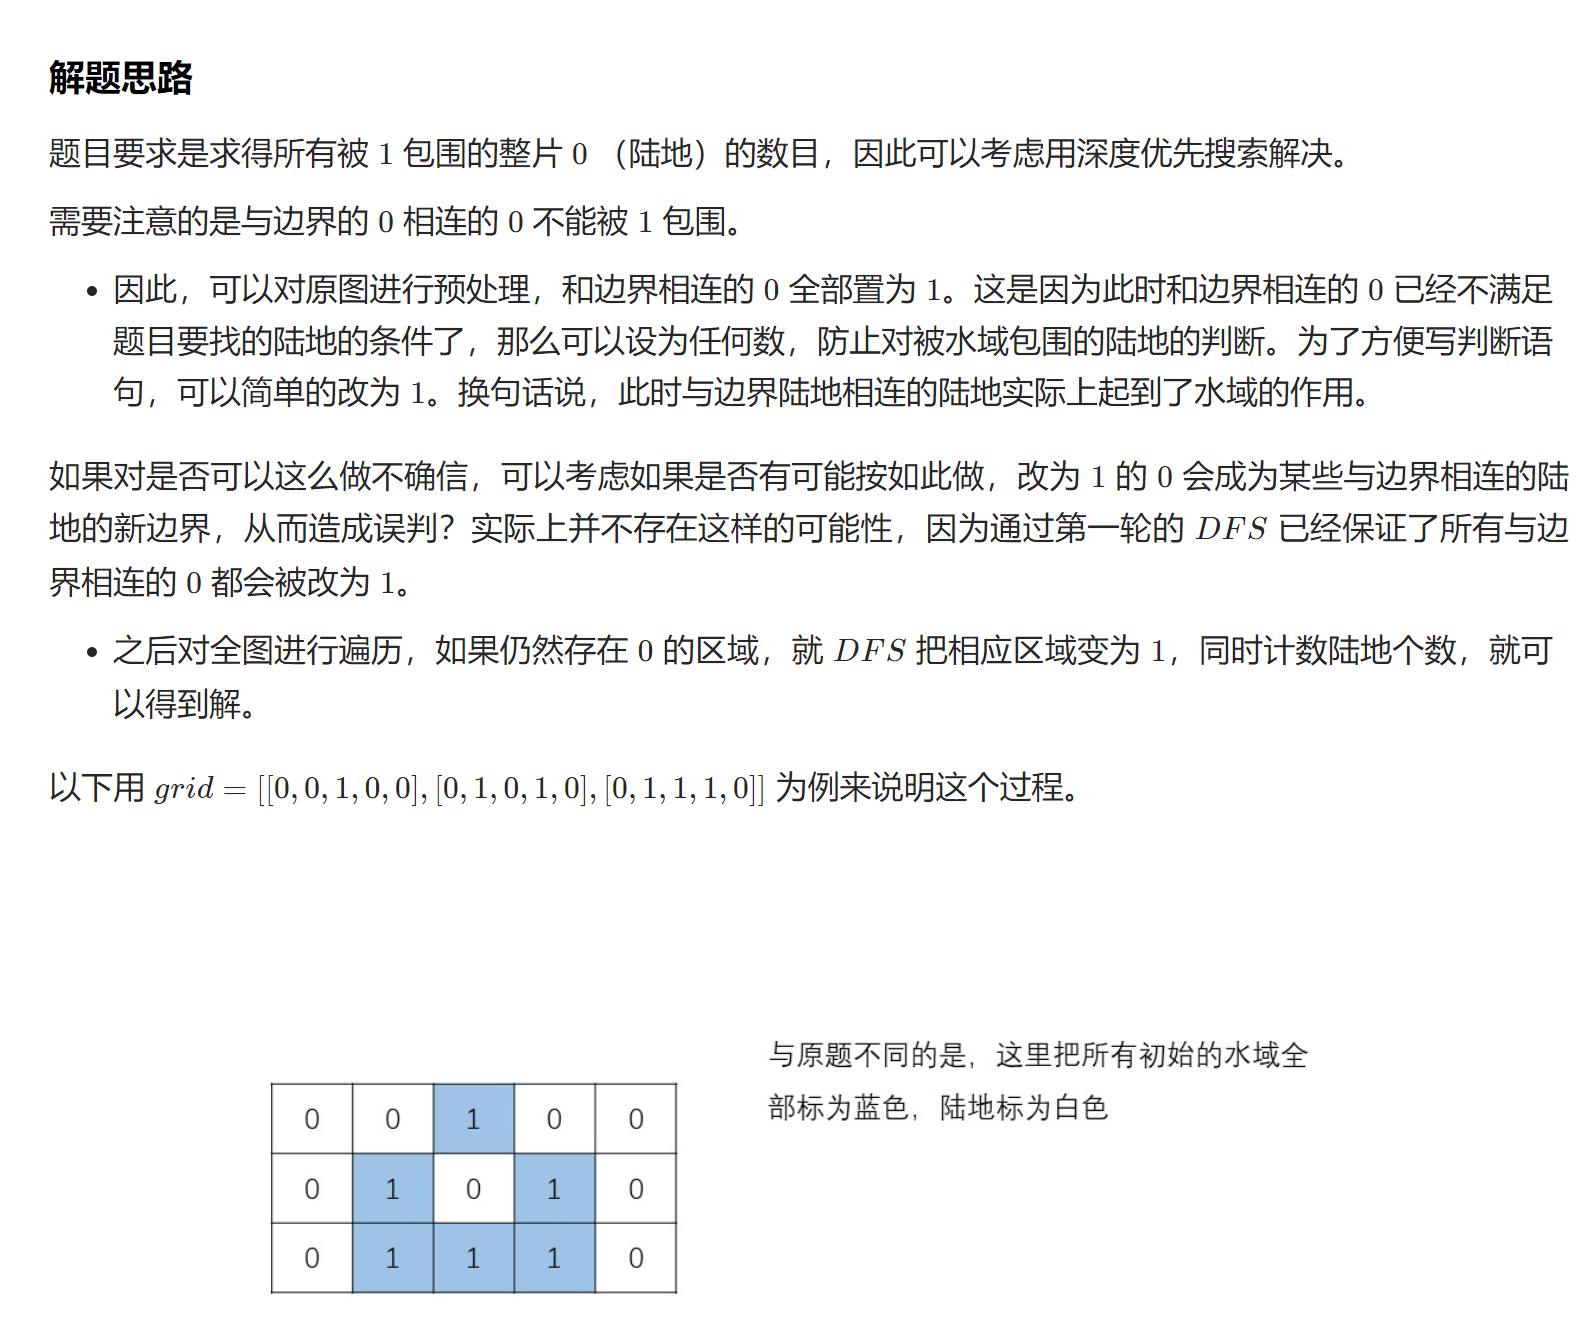 解题思路
题目要求是求得所有被 1 包围的整片 0 （陆地）的数目，因此可以考虑用深度优先搜索解决。
需要注意的是与边界的 0 相连的 0 不能被 1 包围。
• 因此，可以对原图进行预处理，和边界相连的 0 全部置为 1。这是因为此时和边界相连的 0 已经不满足
题目要找的陆地的条件了，那么可以设为任何数，防止对被水域包围的陆地的判断。为了方便写判断语
句，可以简单的改为 1。换句话说，此时与边界陆地相连的陆地实际上起到了水域的作用。
如果对是否可以这么做不确信，可以考虑如果是否有可能按如此做，改为 1 的 0 会成为某些与边界相连的陆
地的新边界，从而造成误判？实际上并不存在这样的可能性，因为通过第一轮的 DFS 已经保证了所有与边
界相连的 0 都会被改为 1。
• 之后对全图进行遍历，如果仍然存在 0 的区域，就 DFS 把相应区域变为 1，同时计数陆地个数，就可
以得到解。
以下用 grid = [[0, 0, 1, 0, 0], [0, 1, 0, 1, 0], [0, 1, 1, 1, 0]] 为例来说明这个过程。
与原题不同的是，这里把所有初始的水域全
部标为蓝色，陆地标为白色
0 0 1 0 0
0 1 0 1 0
0 1 1 1 0